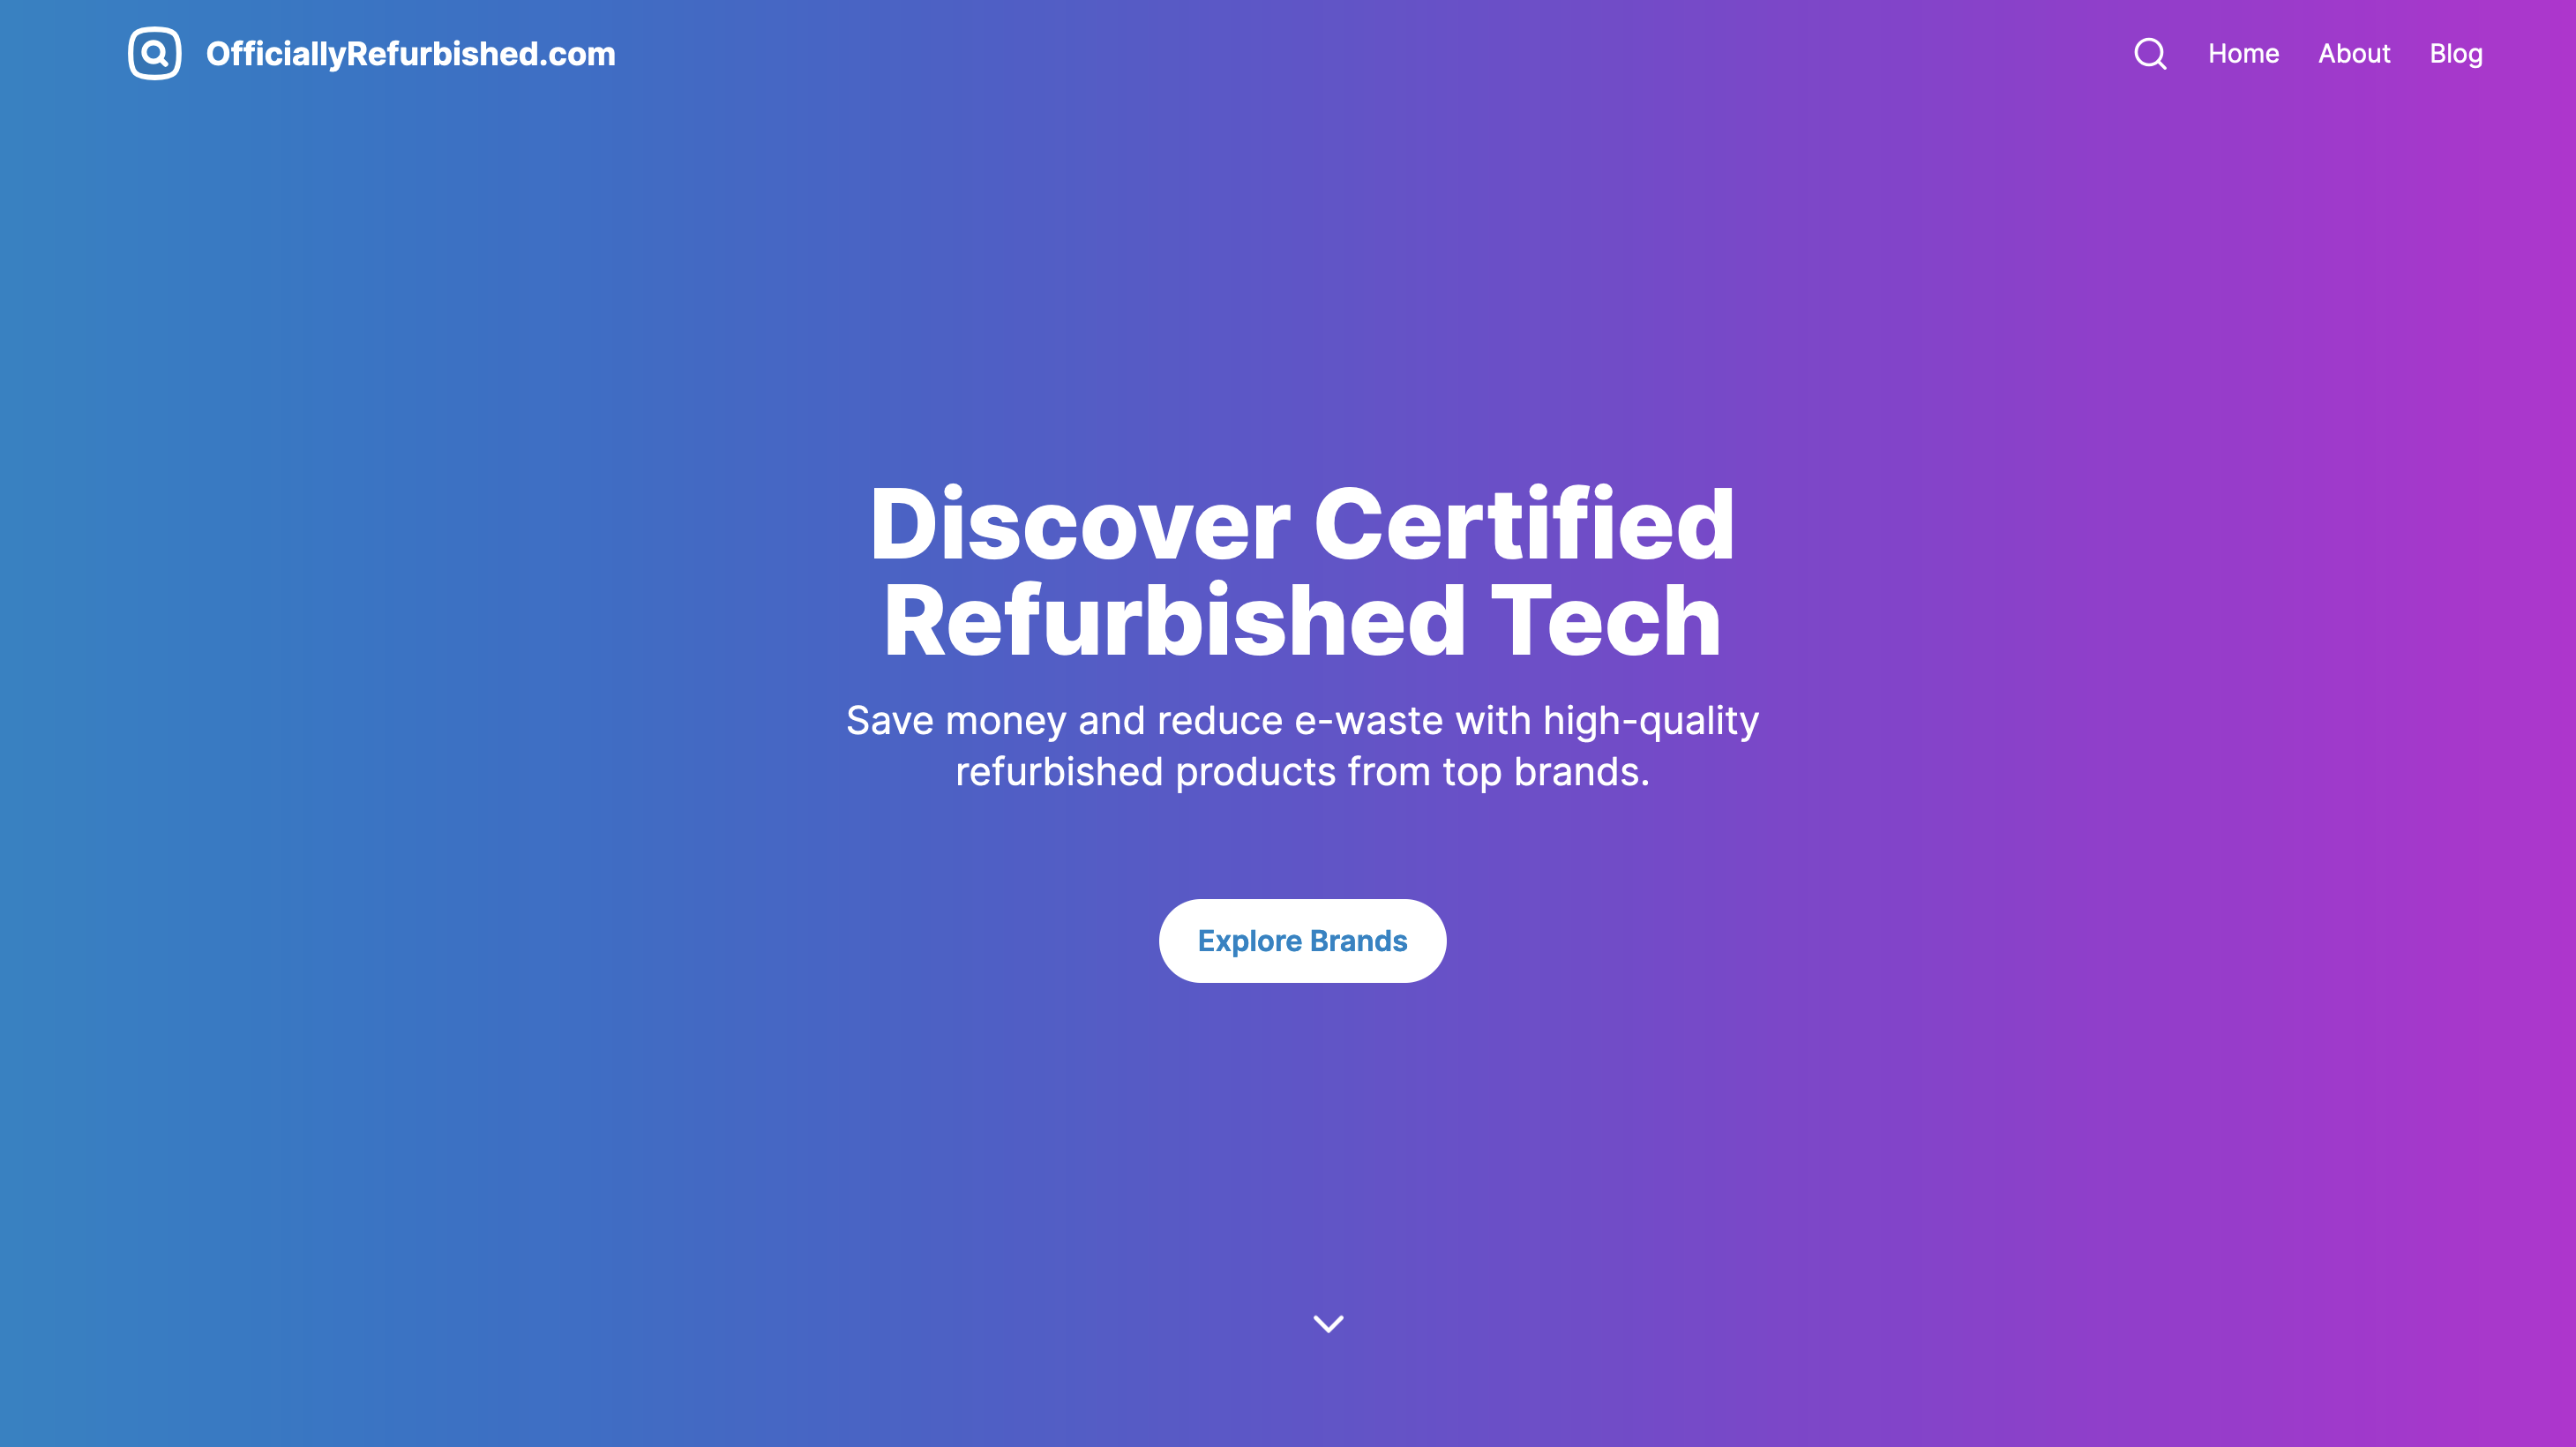 OfficiallyRefurbished.com
Home
About
Blog
Discover Certified
Refurbished Tech
Save money and reduce e-waste with high-quality
refurbished products from top brands.
Explore Brands